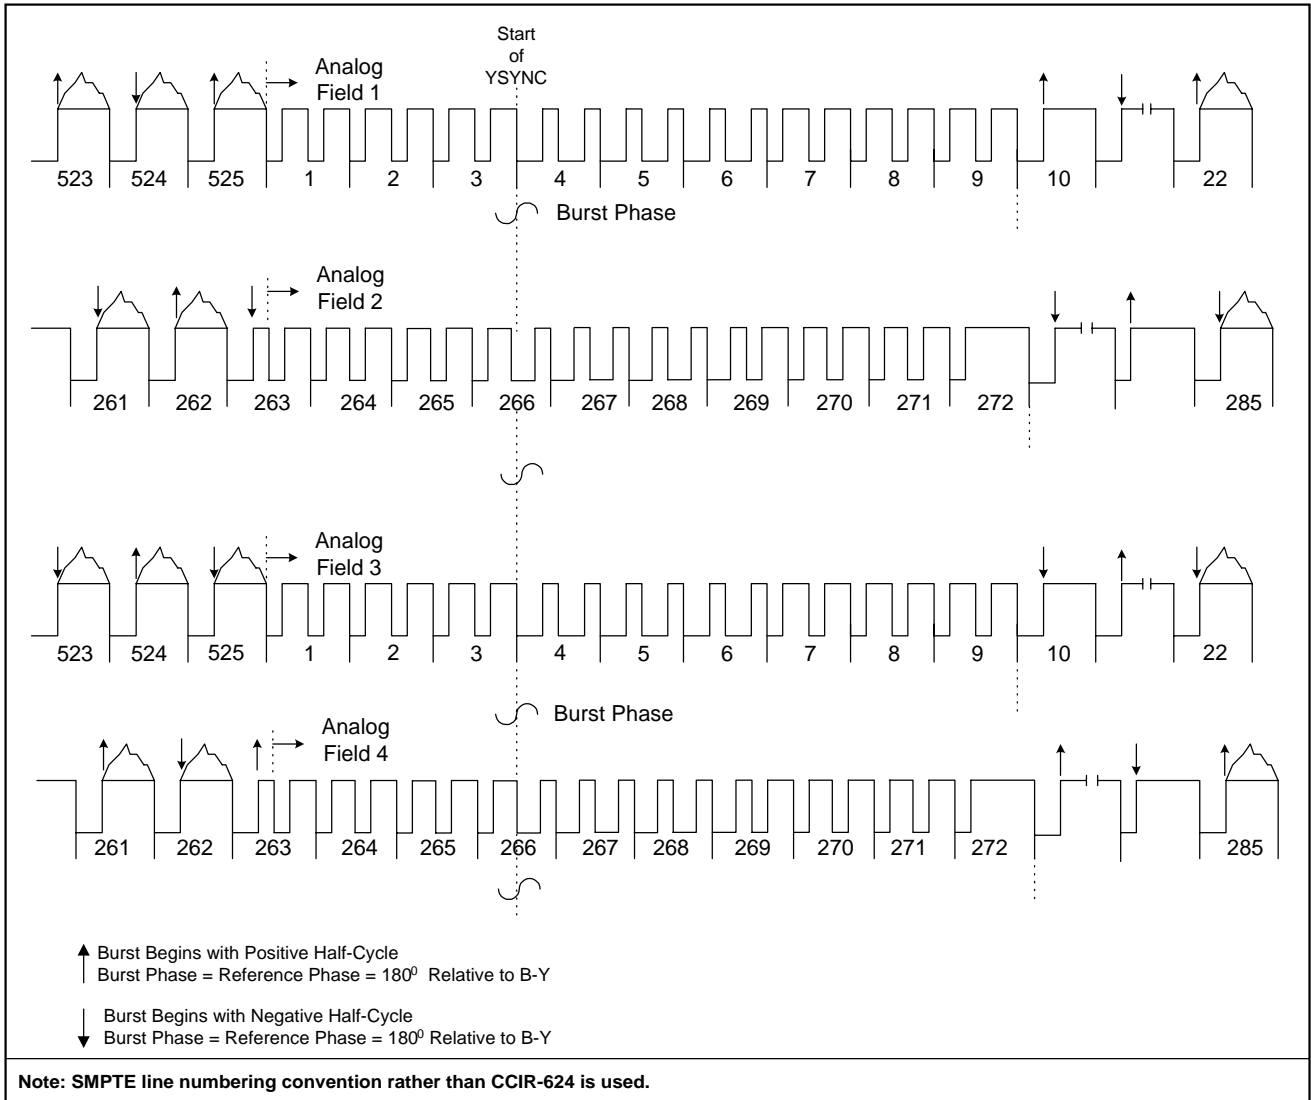 Start
of
YSYNC
Analog
Field 1
523 524 525 1 2 3 4 5 6 7 8 9 10 22
Burst Phase
Analog
Field 2
261 262 263 264 265 266 267 268 269 270 271 272 285
Analog
Field 3
523 524 525 1 2 3 4 5 6 7 8 9 10 22
Burst Phase
Analog
Field 4
261 262 263 264 265 266 267 268 269 270 271 272 285
Burst Begins with Positive Half-Cycle
Burst Phase = Reference Phase = 180⁰ Relative to B-Y
Burst Begins with Negative Half-Cycle
Burst Phase = Reference Phase = 180⁰ Relative to B-Y
Note: SMPTE line numbering convention rather than CCIR-624 is used.